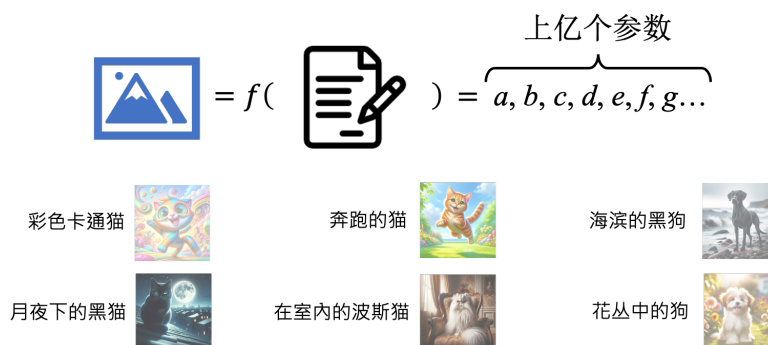 上亿个参数
= f( ) = a, b, c, d, e, f, g...
彩色卡通猫
奔跑的猫
海滨的黑狗
月夜下的黑猫
在室內的波斯猫
花丛中的狗